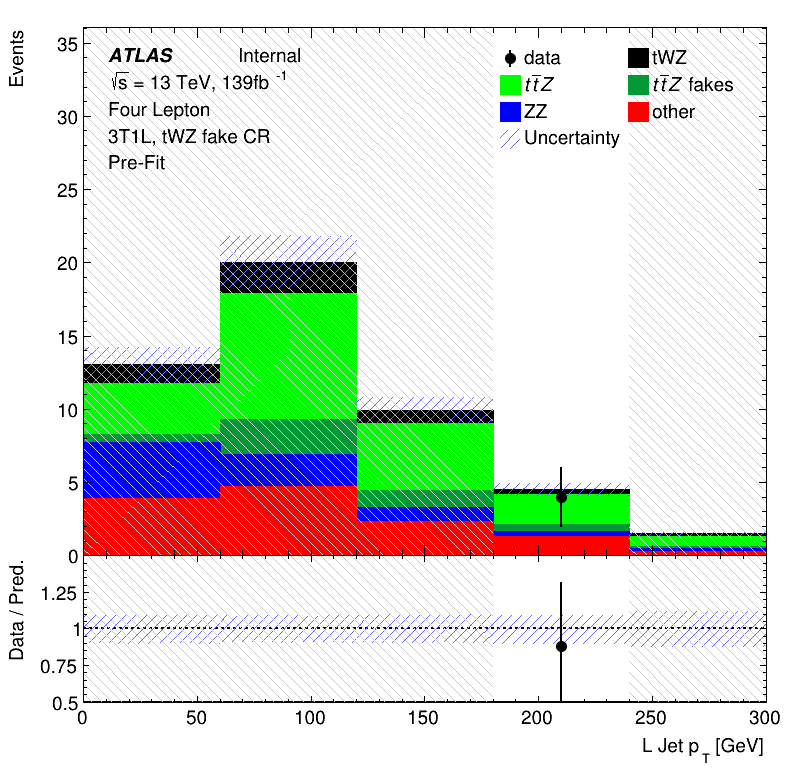 Events
35
30
25
20
15
10
5
0
ATLAS Internal
√s = 13 TeV, 139fb⁻¹
Four Lepton
3T1L, tWZ fake CR
Pre-Fit
data tWZ
tt̄Z tt̄Z fakes
ZZ other
Uncertainty
Data / Pred.
1.25
1
0.75
0.5
0 50 100 150 200 250 300
L Jet p_T [GeV]